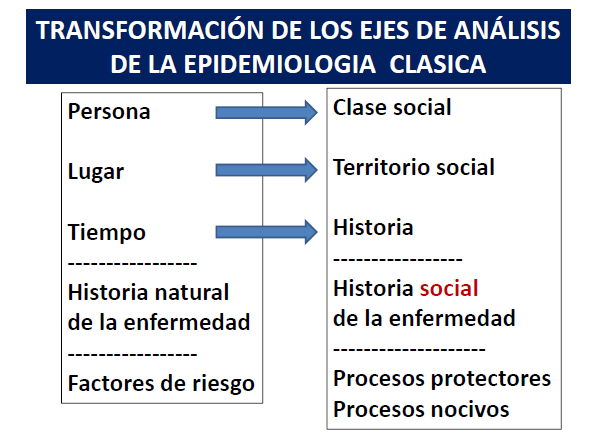 TRANSFORMACIÓN DE LOS EJES DE ANÁLISIS
DE LA EPIDEMIOLOGIA CLASICA
Persona
Lugar
Tiempo
-----------------
Historia natural
de la enfermedad
-----------------
Factores de riesgo
Clase social
Territorio social
Historia
-----------------
Historia social
de la enfermedad
--------------------
Procesos protectores
Procesos nocivos